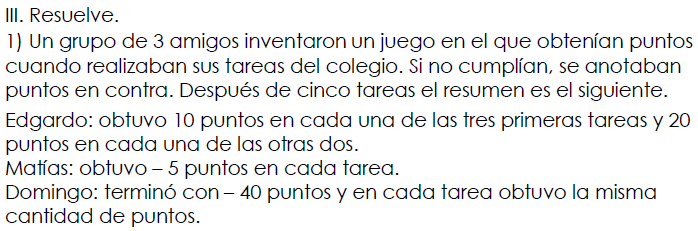 III. Resuelve.
1) Un grupo de 3 amigos inventaron un juego en el que obtenían puntos
cuando realizaban sus tareas del colegio. Si no cumplían, se anotaban
puntos en contra. Después de cinco tareas el resumen es el siguiente.
Edgardo: obtuvo 10 puntos en cada una de las tres primeras tareas y 20
puntos en cada una de las otras dos.
Matías: obtuvo – 5 puntos en cada tarea.
Domingo: terminó con – 40 puntos y en cada tarea obtuvo la misma
cantidad de puntos.